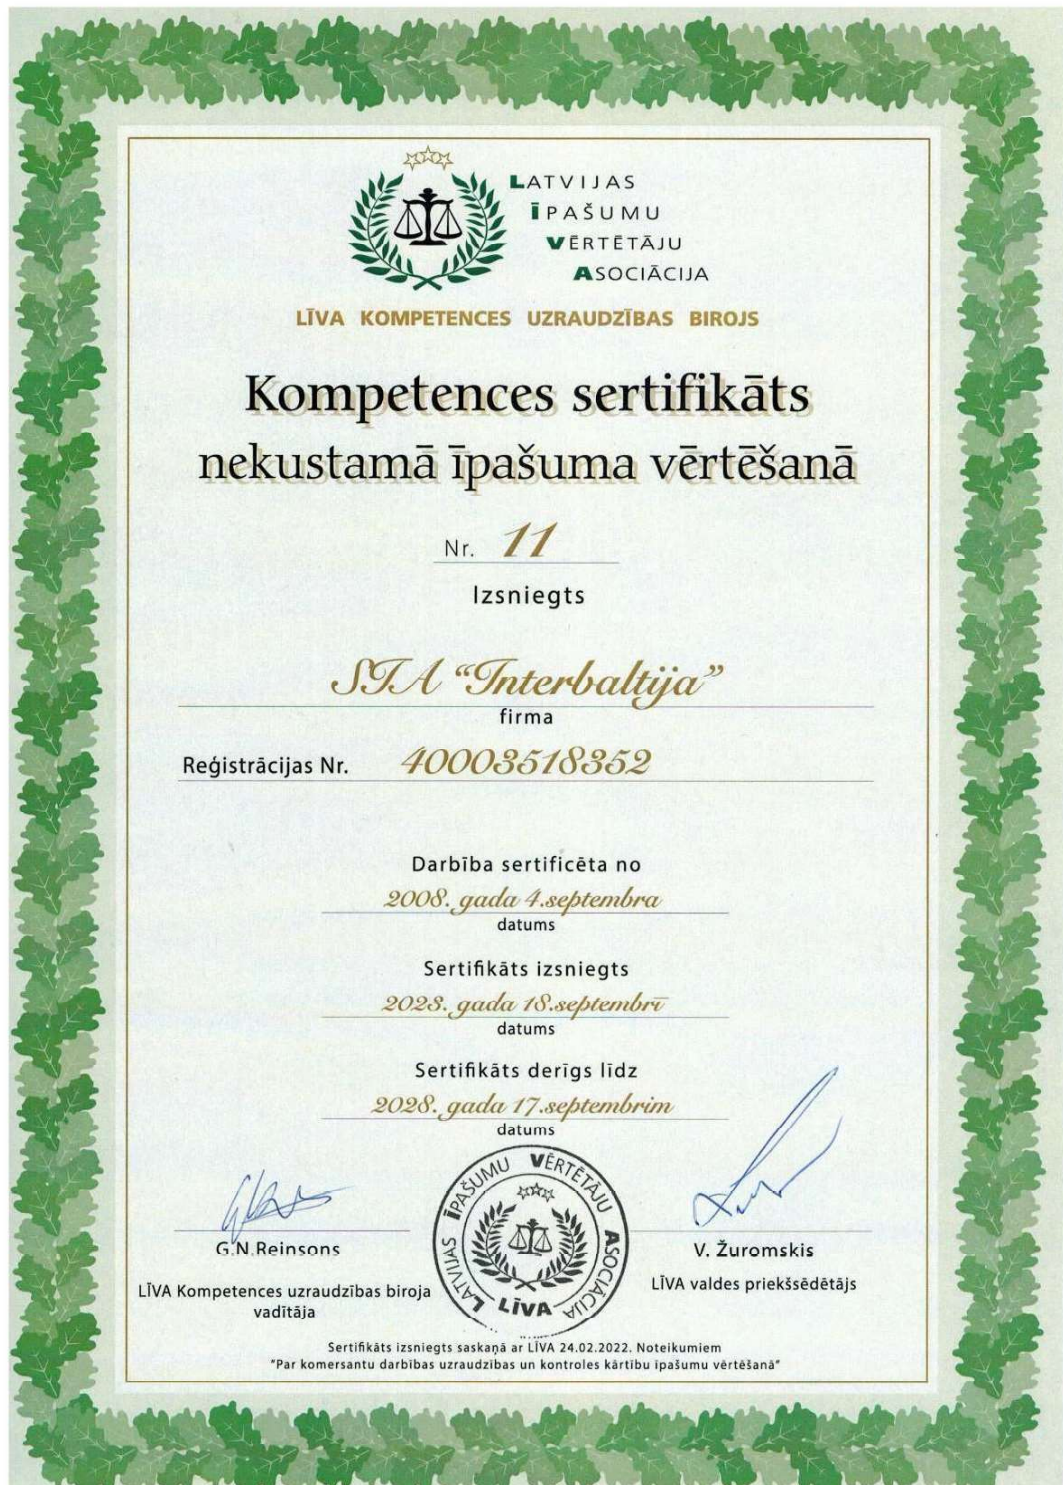 LATVIJAS
ĪPAŠUMU
VĒRTĒTĀJU
ASOCIĀCIJA
LĪVA KOMPETENCES UZRAUDZĪBAS BIROJS
Kompetences sertifikāts
nekustamā īpašuma vērtēšanā
Nr. 11
Izsniegts
SIA “Interbaltija”
firma
Reģistrācijas Nr. 40003518352
Darbība sertificēta no
2008. gada 4.septembra
datums
Sertifikāts izsniegts
2023. gada 18.septembrī
datums
Sertifikāts derīgs līdz
2028. gada 17.septembrim
datums
LATVIJAS ĪPAŠUMU VĒRTĒTĀJU ASOCIĀCIJA
LĪVA
G.N.Reinsons
LĪVA Kompetences uzraudzības biroja
vadītāja
V. Žuromskis
LĪVA valdes priekšsēdētājs
Sertifikāts izsniegts saskaņā ar LĪVA 24.02.2022. Noteikumiem
"Par komersantu darbības uzraudzības un kontroles kārtību īpašumu vērtēšanā"